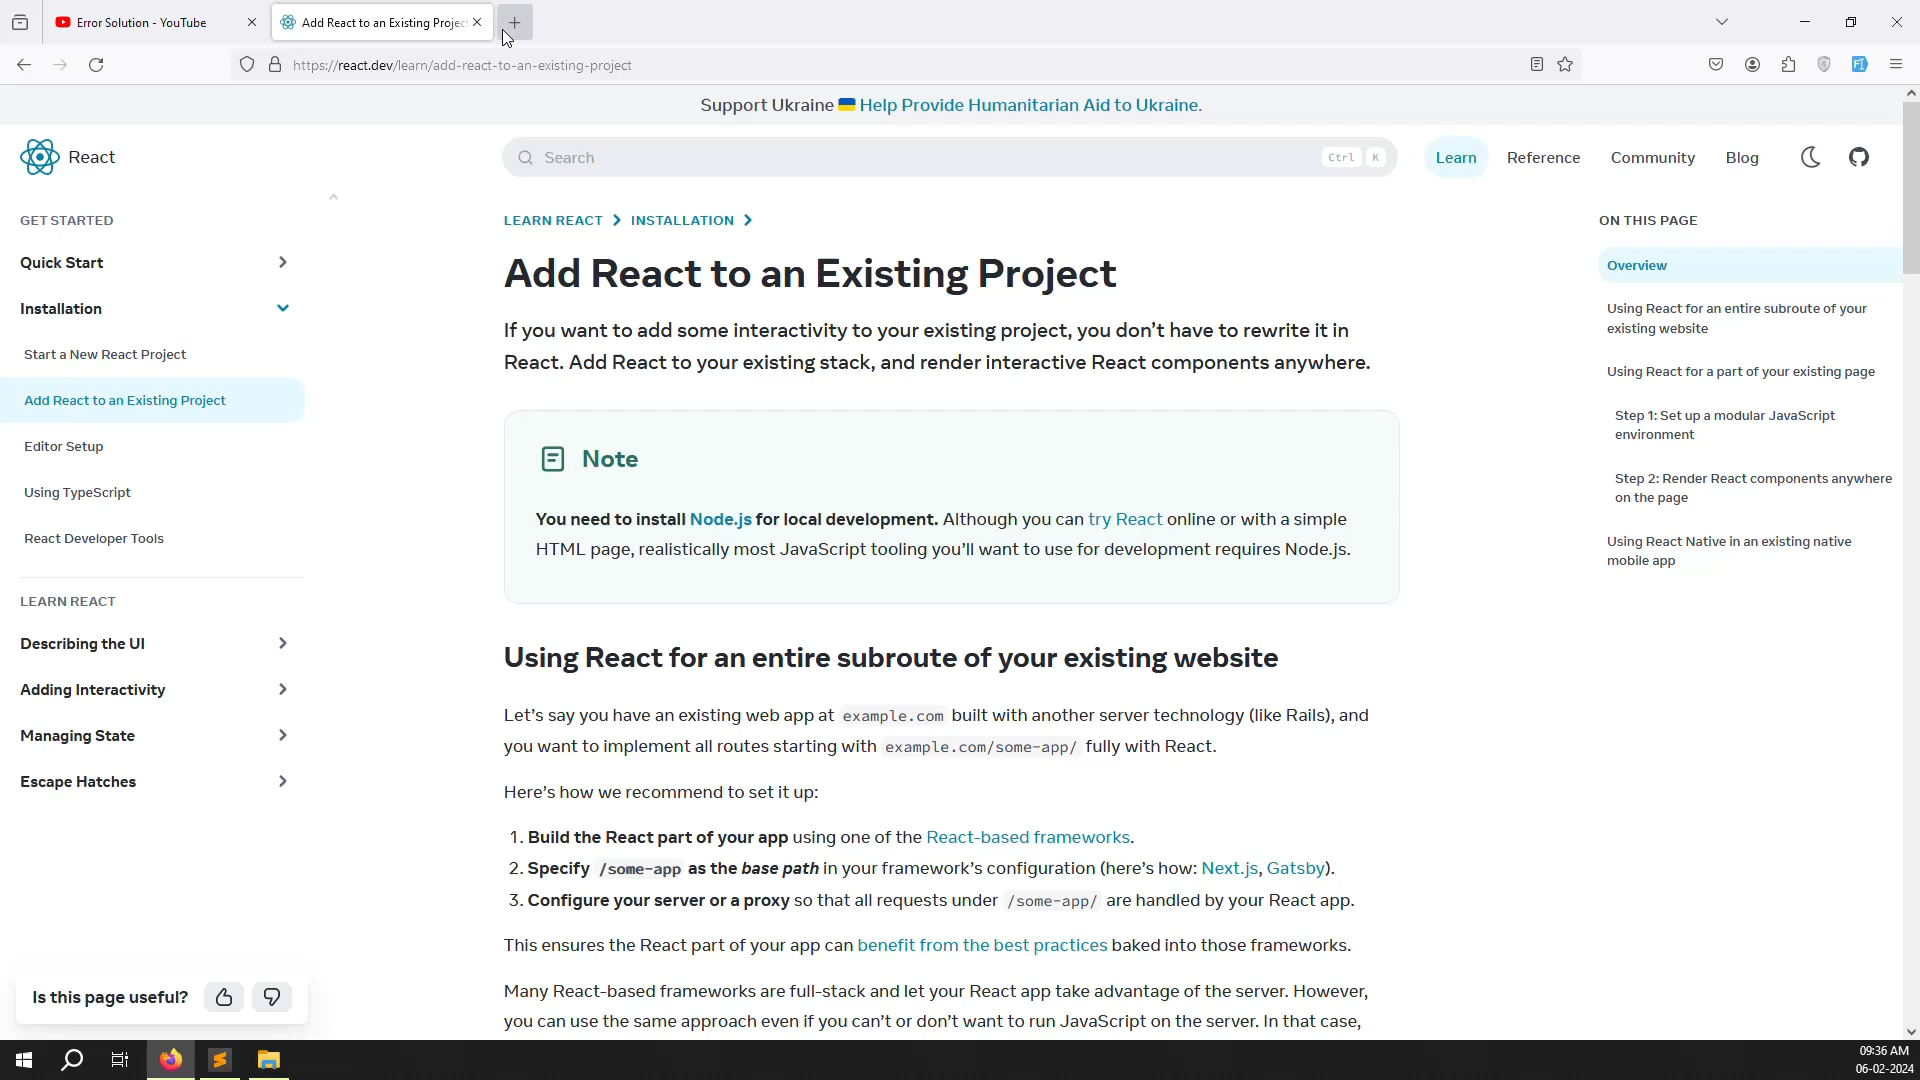 Error Solution - YouTube
Add React to an Existing Projec
https://react.dev/learn/add-react-to-an-existing-project
Support Ukraine 🇺🇦 Help Provide Humanitarian Aid to Ukraine.
React
Search
Ctrl K
Learn
Reference
Community
Blog
GET STARTED
Quick Start
Installation
Start a New React Project
Add React to an Existing Project
Editor Setup
Using TypeScript
React Developer Tools
LEARN REACT
Describing the UI
Adding Interactivity
Managing State
Escape Hatches
Is this page useful?
LEARN REACT > INSTALLATION >
Add React to an Existing Project
If you want to add some interactivity to your existing project, you don’t have to rewrite it in
React. Add React to your existing stack, and render interactive React components anywhere.
Note
You need to install Node.js for local development. Although you can try React online or with a simple
HTML page, realistically most JavaScript tooling you’ll want to use for development requires Node.js.
Using React for an entire subroute of your existing website
Let’s say you have an existing web app at example.com built with another server technology (like Rails), and
you want to implement all routes starting with example.com/some-app/ fully with React.
Here’s how we recommend to set it up:
1. Build the React part of your app using one of the React-based frameworks.
2. Specify /some-app as the base path in your framework’s configuration (here’s how: Next.js, Gatsby).
3. Configure your server or a proxy so that all requests under /some-app/ are handled by your React app.
This ensures the React part of your app can benefit from the best practices baked into those frameworks.
Many React-based frameworks are full-stack and let your React app take advantage of the server. However,
you can use the same approach even if you can’t or don’t want to run JavaScript on the server. In that case,
ON THIS PAGE
Overview
Using React for an entire subroute of your
existing website
Using React for a part of your existing page
Step 1: Set up a modular JavaScript
environment
Step 2: Render React components anywhere
on the page
Using React Native in an existing native
mobile app
09:36 AM
06-02-2024